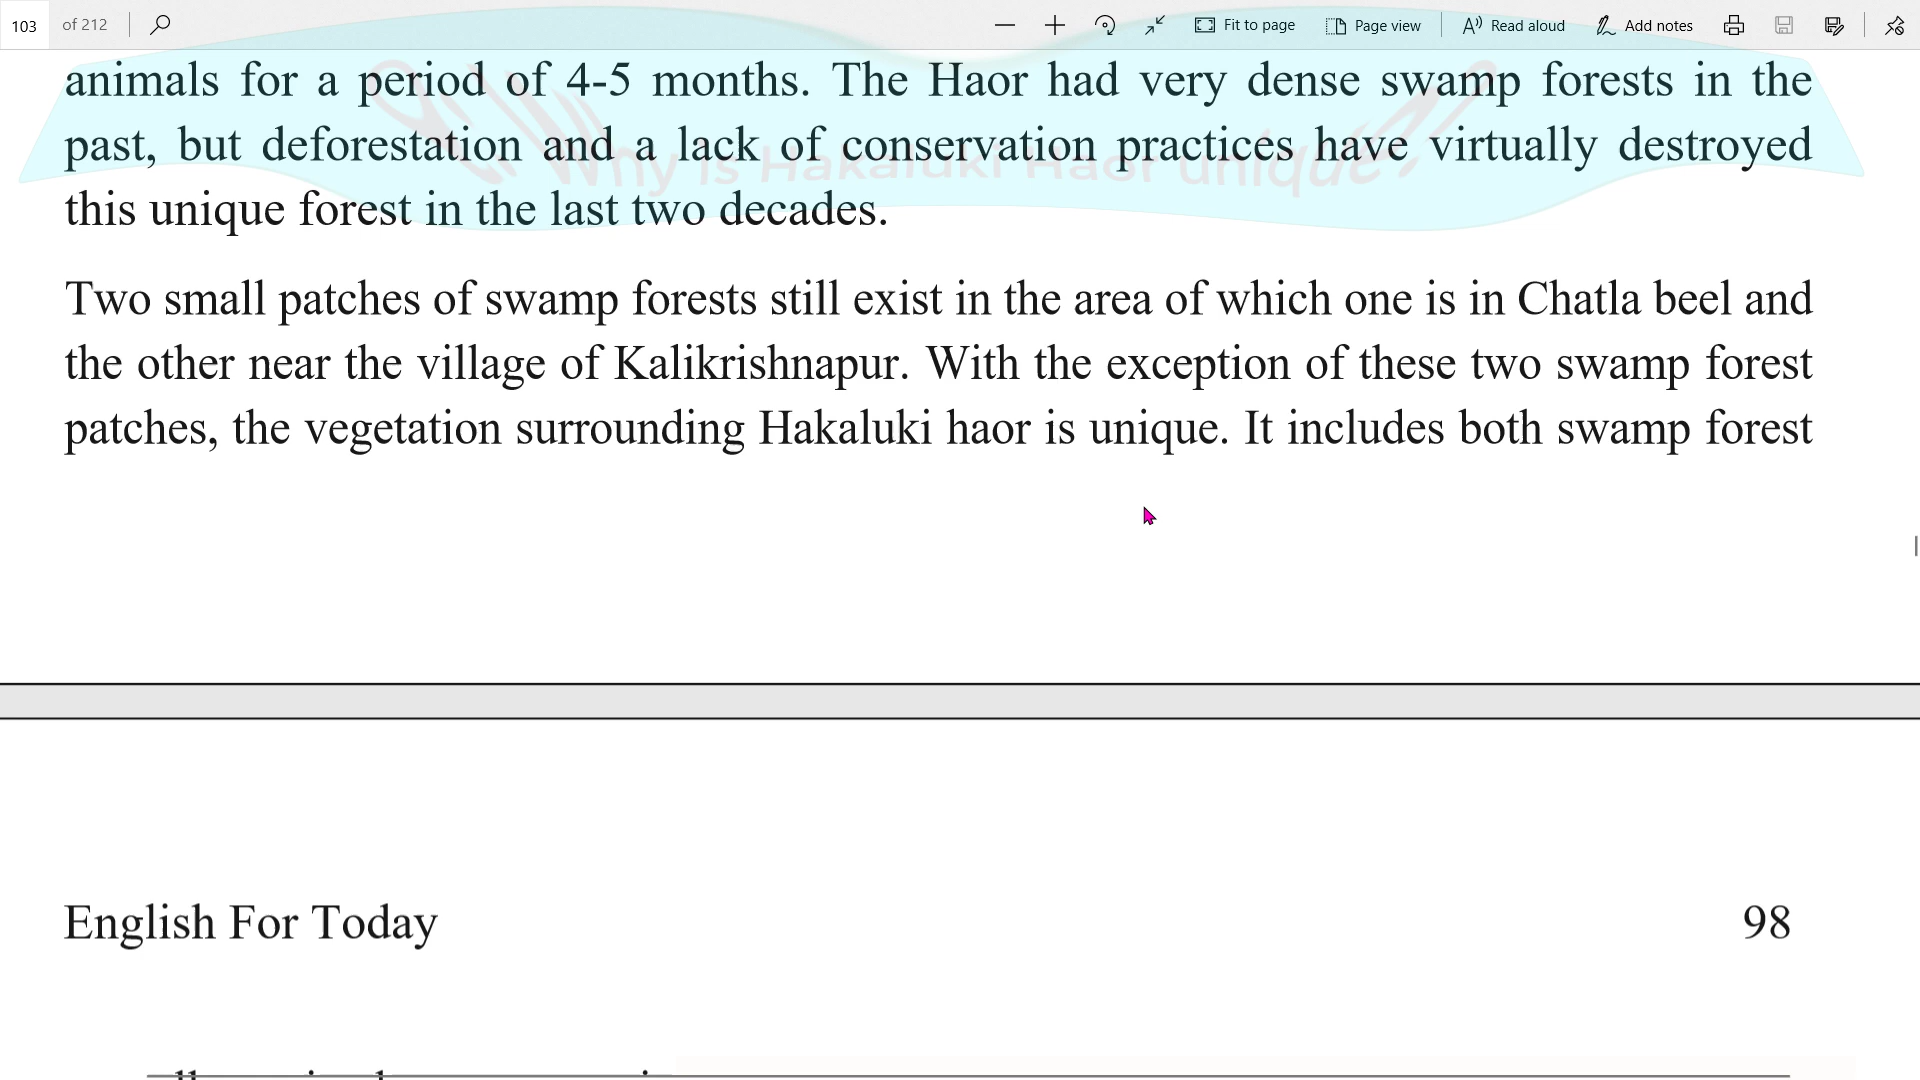 103 of 212 Fit to page Page view Read aloud Add notes
animals for a period of 4-5 months. The Haor had very dense swamp forests in the
past, but deforestation and a lack of conservation practices have virtually destroyed
Why is Hakaluki Haor unique?
this unique forest in the last two decades.
Two small patches of swamp forests still exist in the area of which one is in Chatla beel and
the other near the village of Kalikrishnapur. With the exception of these two swamp forest
patches, the vegetation surrounding Hakaluki haor is unique. It includes both swamp forest
English For Today 98